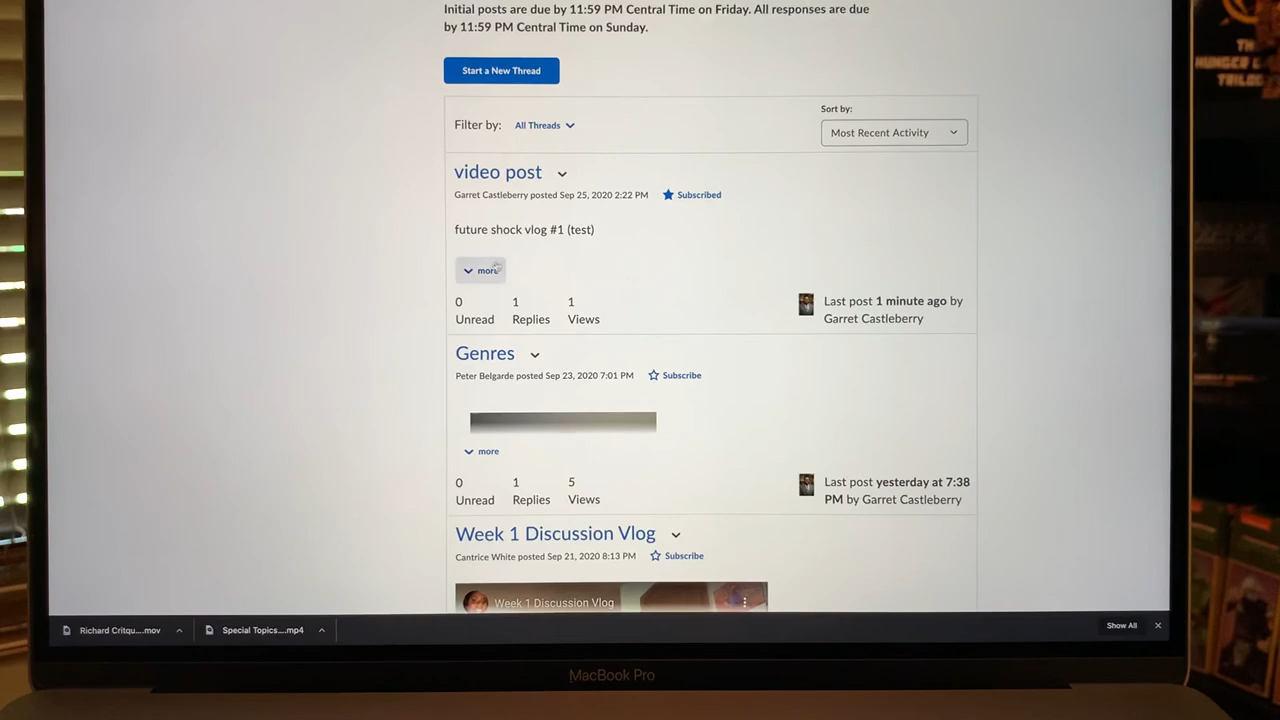 Initial posts are due by 11:59 PM Central Time on Friday. All responses are due
by 11:59 PM Central Time on Sunday.
Start a New Thread
Filter by: All Threads
Sort by:
Most Recent Activity
video post
Garret Castleberry posted Sep 25, 2020 2:22 PM Subscribed
future shock vlog #1 (test)
more
0 1 1
Unread Replies Views
Last post 1 minute ago by
Garret Castleberry
Genres
Peter Belgarde posted Sep 23, 2020 7:01 PM Subscribe
more
0 1 5
Unread Replies Views
Last post yesterday at 7:38
PM by Garret Castleberry
Week 1 Discussion Vlog
Cantrice White posted Sep 21, 2020 8:13 PM Subscribe
Week 1 Discussion Vlog
Richard Critqu....mov
Special Topics....mp4
Show All
MacBook Pro
TH
HUNGER
TRILO